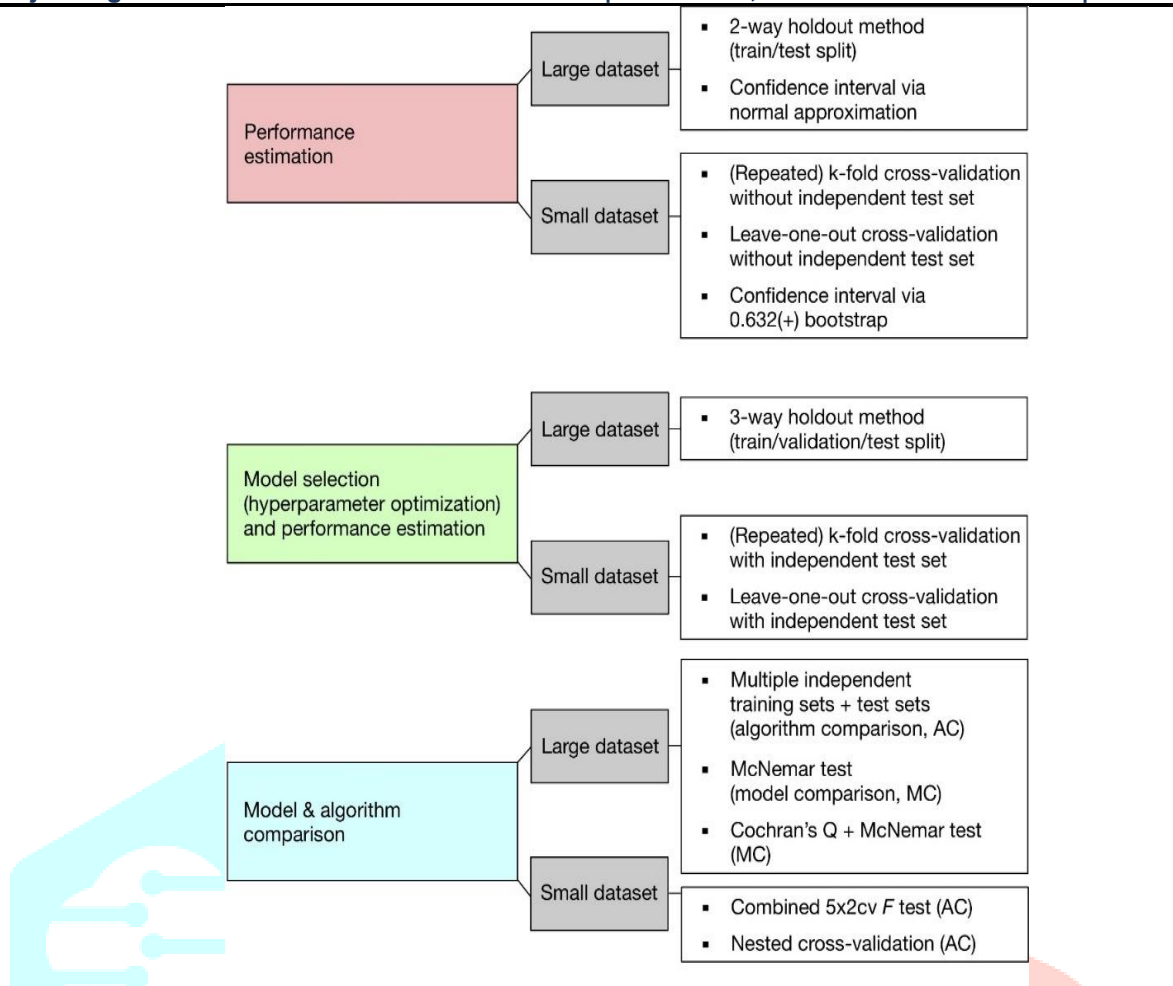 Large dataset
▪ 2-way holdout method
(train/test split)
▪ Confidence interval via
normal approximation
Performance
estimation
Small dataset
▪ (Repeated) k-fold cross-validation
without independent test set
▪ Leave-one-out cross-validation
without independent test set
▪ Confidence interval via
0.632(+) bootstrap
Large dataset
▪ 3-way holdout method
(train/validation/test split)
Model selection
(hyperparameter optimization)
and performance estimation
Small dataset
▪ (Repeated) k-fold cross-validation
with independent test set
▪ Leave-one-out cross-validation
with independent test set
Large dataset
▪ Multiple independent
training sets + test sets
(algorithm comparison, AC)
▪ McNemar test
(model comparison, MC)
▪ Cochran's Q + McNemar test
(MC)
Model & algorithm
comparison
Small dataset
▪ Combined 5x2cv F test (AC)
▪ Nested cross-validation (AC)